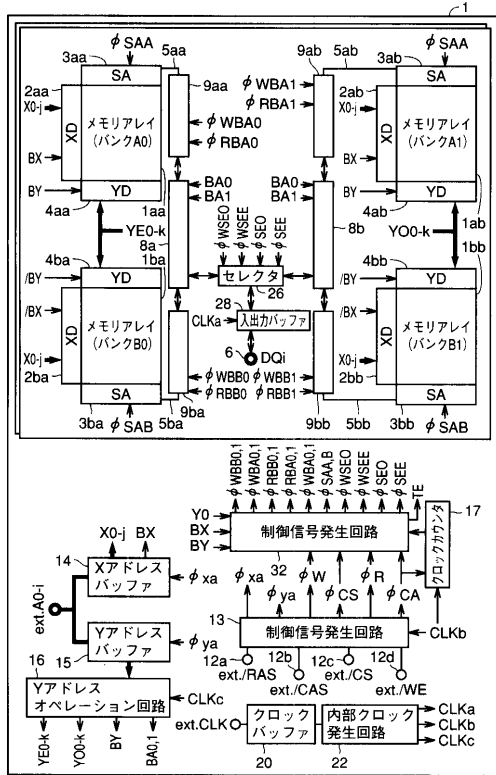 1
φSAA
3aa
5aa
SA
2aa
X0-j
XD
メモリアレイ
(バンクA0)
BX
BY
YD
4aa
1aa
9aa
φWBA0
φRBA0
9ab
5ab
φSAA
3ab
SA
φWBA1
φRBA1
2ab
X0-j
XD
メモリアレイ
(バンクA1)
BX
BY
YD
4ab
1ab
BA0
BA1
YE0-k
8a
φWSEO
φWSEE
φSEO
φSEE
BA0
BA1
8b
YO0-k
4ba
1ba
/BY
YD
/BX
XD
メモリアレイ
(バンクB0)
X0-j
2ba
SA
3ba
φSAB
5ba
9ba
セレクタ
26
28
CLKa
入出力バッファ
6
DQi
φWBB0
φRBB0
φWBB1
φRBB1
9bb
5bb
4bb
1bb
/BY
YD
/BX
XD
メモリアレイ
(バンクB1)
X0-j
2bb
SA
3bb
φSAB
φWBB0,1
φWBA0,1
φRBB0,1
φRBA0,1
φSAA,B
φWSEO
φWSEE
φSEO
φSEE
TE
17
Y0
BX
BY
制御信号発生回路
32
クロックカウンタ
X0-j
BX
14
Xアドレス
バッファ
φxa
ext.A0-i
Yアドレス
バッファ
φya
15
16
Yアドレス
オペレーション回路
CLKc
YE0-k
YO0-k
BY
BA0,1
φxa
φya
φW
φCS
φR
φCA
13
制御信号発生回路
CLKb
12a
ext./RAS
12b
ext./CAS
12c
ext./CS
12d
ext./WE
ext.CLK
クロック
バッファ
20
内部クロック
発生回路
22
CLKa
CLKb
CLKc